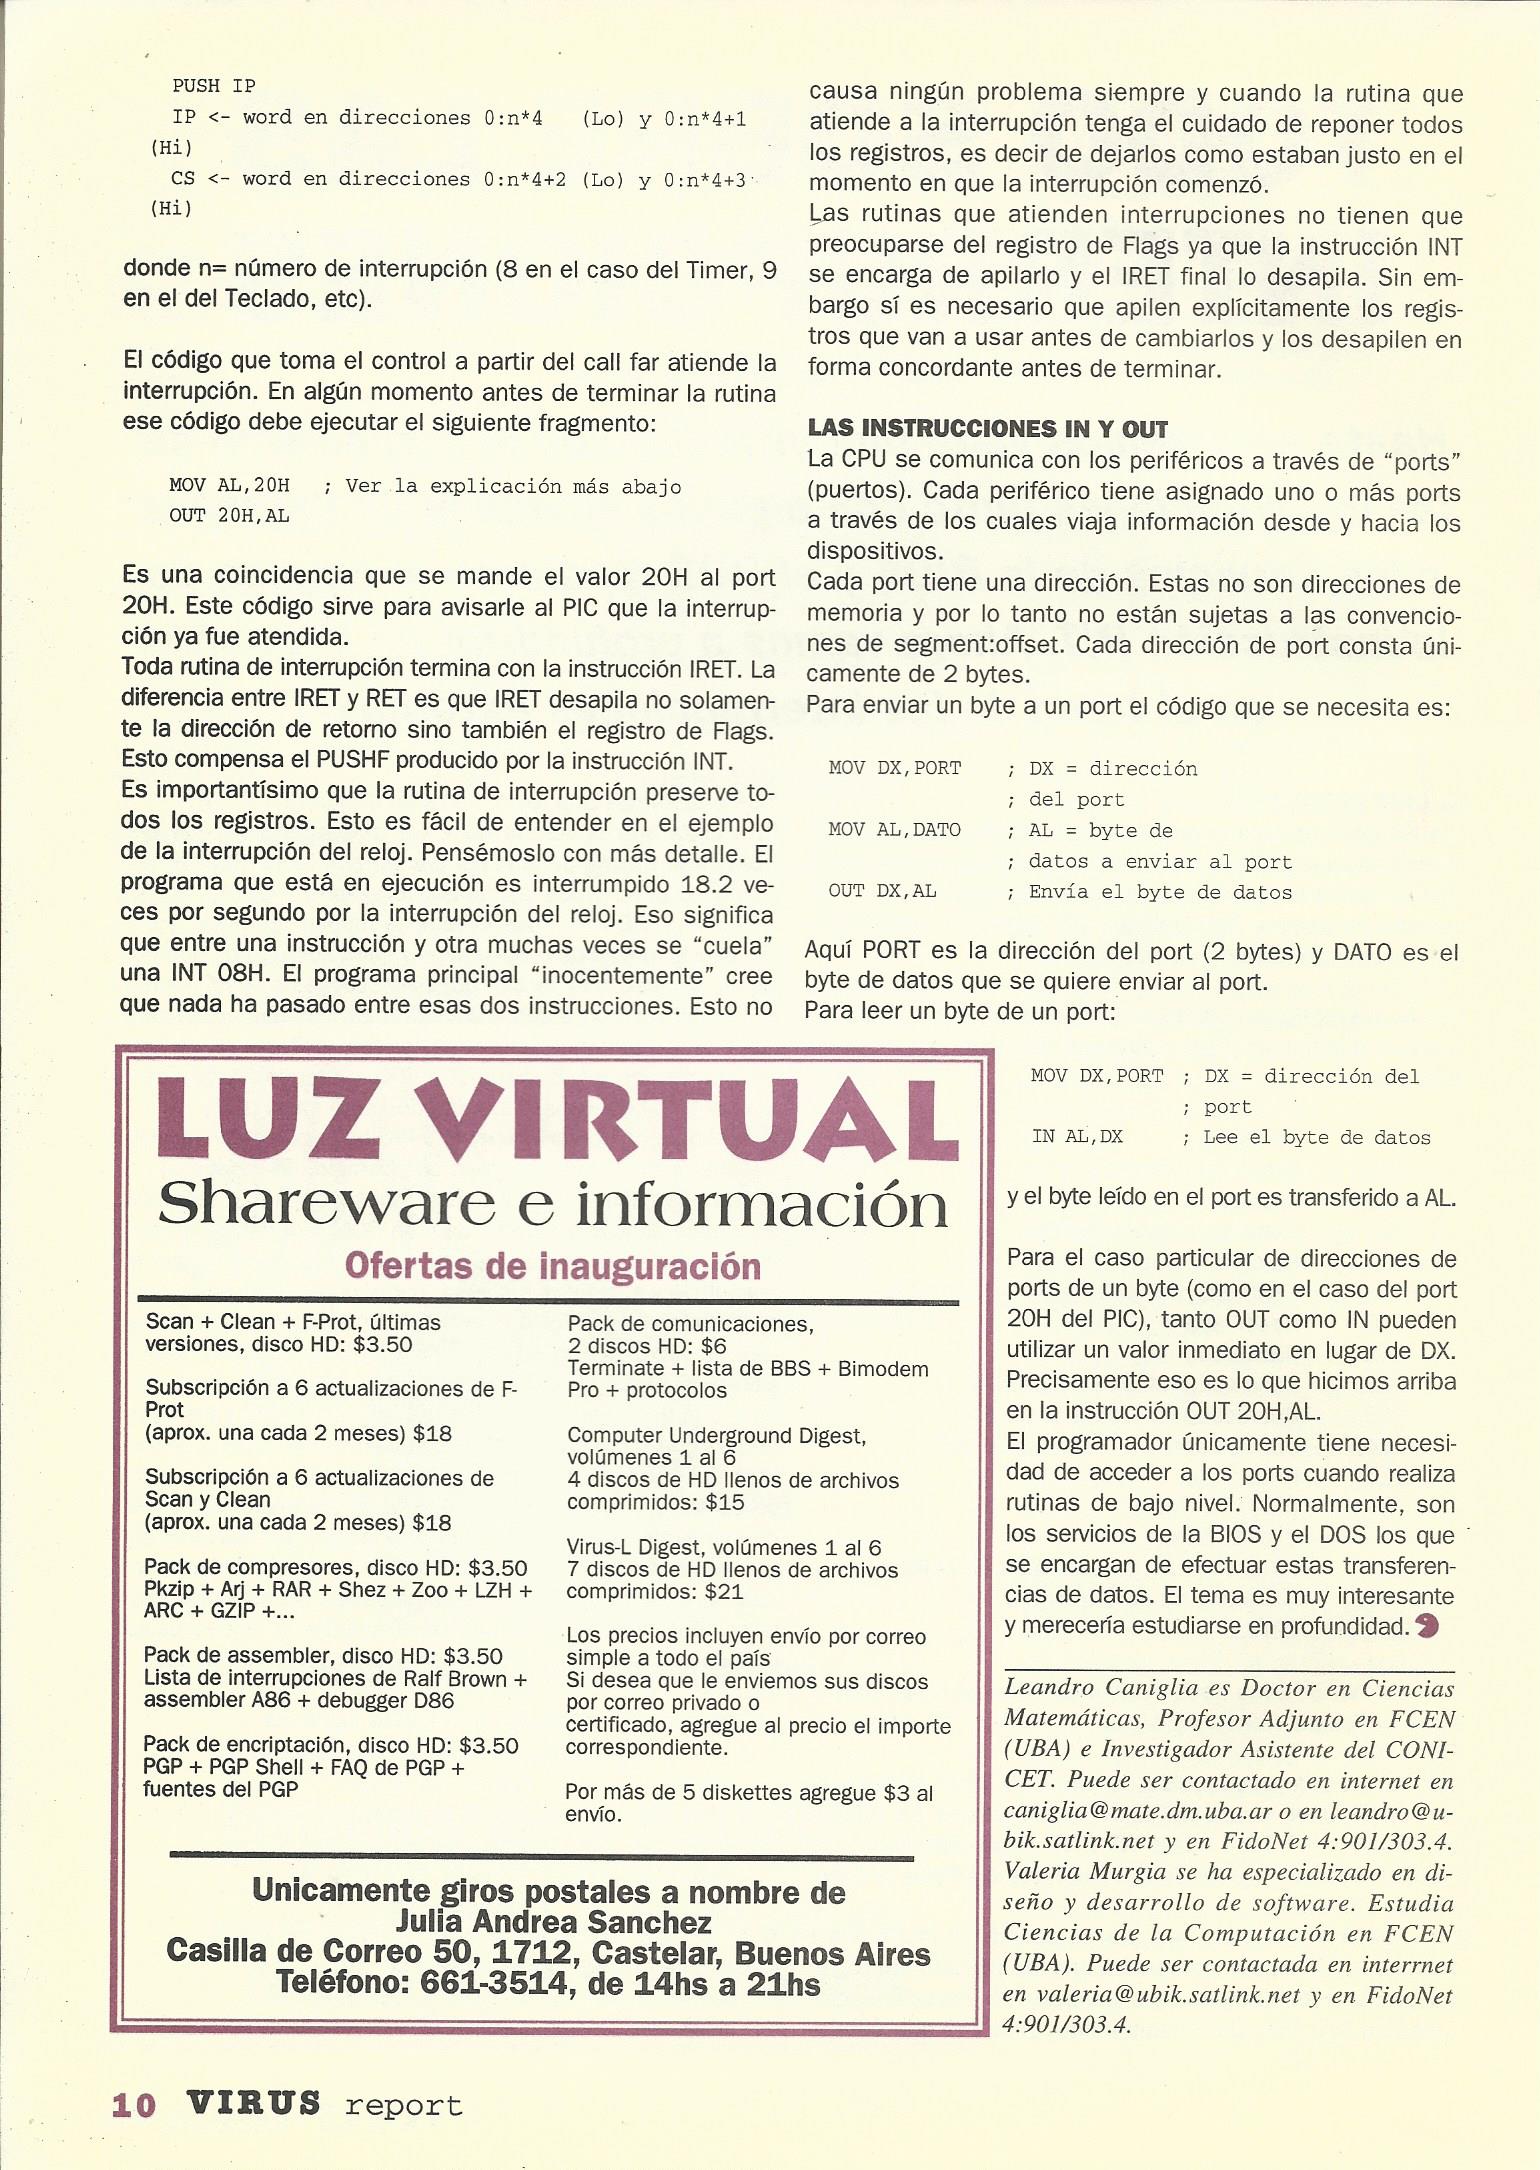 PUSH IP
IP <- word en direcciones 0:n*4 (Lo) y 0:n*4+1
(Hi)
CS <- word en direcciones 0:n*4+2 (Lo) y 0:n*4+3
(Hi)
donde n= número de interrupción (8 en el caso del Timer, 9
en el del Teclado, etc).
El código que toma el control a partir del call far atiende la
interrupción. En algún momento antes de terminar la rutina
ese código debe ejecutar el siguiente fragmento:
MOV AL,20H ; Ver la explicación más abajo
OUT 20H,AL
Es una coincidencia que se mande el valor 20H al port
20H. Este código sirve para avisarle al PIC que la interrup-
ción ya fue atendida.
Toda rutina de interrupción termina con la instrucción IRET. La
diferencia entre IRET y RET es que IRET desapila no solamen-
te la dirección de retorno sino también el registro de Flags.
Esto compensa el PUSHF producido por la instrucción INT.
Es importantísimo que la rutina de interrupción preserve to-
dos los registros. Esto es fácil de entender en el ejemplo
de la interrupción del reloj. Pensémoslo con más detalle. El
programa que está en ejecución es interrumpido 18.2 ve-
ces por segundo por la interrupción del reloj. Eso significa
que entre una instrucción y otra muchas veces se “cuela”
una INT 08H. El programa principal “inocentemente” cree
que nada ha pasado entre esas dos instrucciones. Esto no
causa ningún problema siempre y cuando la rutina que
atiende a la interrupción tenga el cuidado de reponer todos
los registros, es decir de dejarlos como estaban justo en el
momento en que la interrupción comenzó.
Las rutinas que atienden interrupciones no tienen que
preocuparse del registro de Flags ya que la instrucción INT
se encarga de apilarlo y el IRET final lo desapila. Sin em-
bargo sí es necesario que apilen explícitamente los regis-
tros que van a usar antes de cambiarlos y los desapilen en
forma concordante antes de terminar.
LAS INSTRUCCIONES IN Y OUT
La CPU se comunica con los periféricos a través de “ports”
(puertos). Cada periférico tiene asignado uno o más ports
a través de los cuales viaja información desde y hacia los
dispositivos.
Cada port tiene una dirección. Estas no son direcciones de
memoria y por lo tanto no están sujetas a las convencio-
nes de segment:offset. Cada dirección de port consta úni-
camente de 2 bytes.
Para enviar un byte a un port el código que se necesita es:
MOV DX,PORT ; DX = dirección
; del port
MOV AL,DATO ; AL = byte de
; datos a enviar al port
OUT DX,AL ; Envía el byte de datos
Aquí PORT es la dirección del port (2 bytes) y DATO es el
byte de datos que se quiere enviar al port.
Para leer un byte de un port:
MOV DX,PORT ; DX = dirección del
; port
IN AL,DX ; Lee el byte de datos
y el byte leído en el port es transferido a AL.
Para el caso particular de direcciones de
ports de un byte (como en el caso del port
20H del PIC), tanto OUT como IN pueden
utilizar un valor inmediato en lugar de DX.
Precisamente eso es lo que hicimos arriba
en la instrucción OUT 20H,AL.
El programador únicamente tiene necesi-
dad de acceder a los ports cuando realiza
rutinas de bajo nivel. Normalmente, son
los servicios de la BIOS y el DOS los que
se encargan de efectuar estas transferen-
cias de datos. El tema es muy interesante
y merecería estudiarse en profundidad.
Leandro Caniglia es Doctor en Ciencias
Matemáticas, Profesor Adjunto en FCEN
(UBA) e Investigador Asistente del CONI-
CET. Puede ser contactado en internet en
caniglia@mate.dm.uba.ar o en leandro@u-
bik.satlink.net y en FidoNet 4:901/303.4.
Valeria Murgia se ha especializado en di-
seño y desarrollo de software. Estudia
Ciencias de la Computación en FCEN
(UBA). Puede ser contactada en interrnet
en valeria@ubik.satlink.net y en FidoNet
4:901/303.4.
LUZ VIRTUAL
Shareware e información
Ofertas de inauguración
Scan + Clean + F-Prot, últimas
versiones, disco HD: $3.50
Subscripción a 6 actualizaciones de F-
Prot
(aprox. una cada 2 meses) $18
Subscripción a 6 actualizaciones de
Scan y Clean
(aprox. una cada 2 meses) $18
Pack de compresores, disco HD: $3.50
Pkzip + Arj + RAR + Shez + Zoo + LZH +
ARC + GZIP +...
Pack de assembler, disco HD: $3.50
Lista de interrupciones de Ralf Brown +
assembler A86 + debugger D86
Pack de encriptación, disco HD: $3.50
PGP + PGP Shell + FAQ de PGP +
fuentes del PGP
Pack de comunicaciones,
2 discos HD: $6
Terminate + lista de BBS + Bimodem
Pro + protocolos
Computer Underground Digest,
volúmenes 1 al 6
4 discos de HD llenos de archivos
comprimidos: $15
Virus-L Digest, volúmenes 1 al 6
7 discos de HD llenos de archivos
comprimidos: $21
Los precios incluyen envío por correo
simple a todo el país
Si desea que le enviemos sus discos
por correo privado o
certificado, agregue al precio el importe
correspondiente.
Por más de 5 diskettes agregue $3 al
envío.
Unicamente giros postales a nombre de
Julia Andrea Sanchez
Casilla de Correo 50, 1712, Castelar, Buenos Aires
Teléfono: 661-3514, de 14hs a 21hs
10 VIRUS report